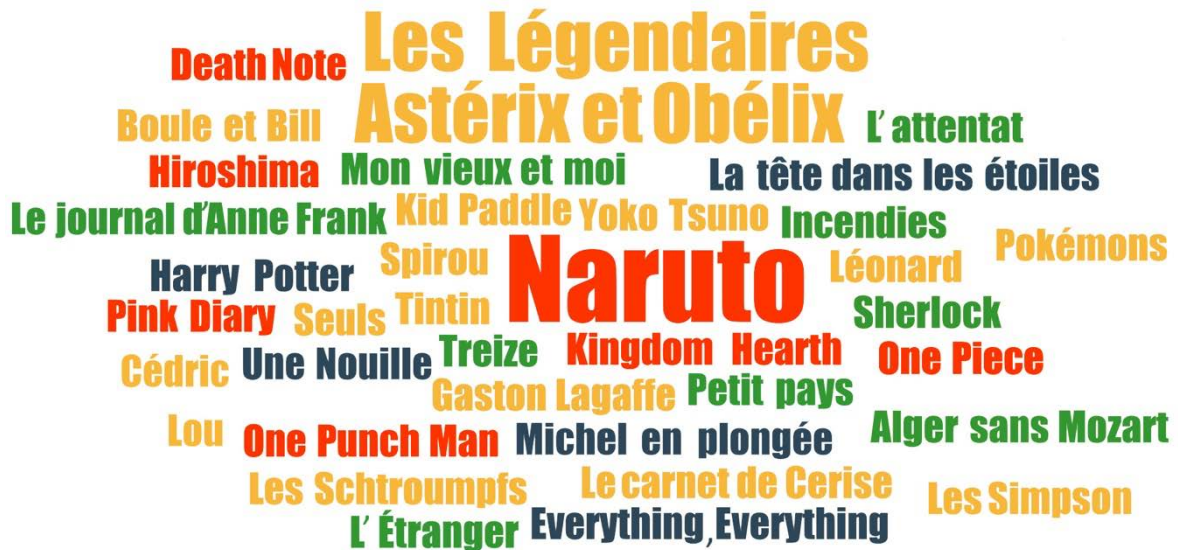 Les Légendaires
Death Note
Astérix et Obélix
Boule et Bill
L' attentat
Hiroshima
Mon vieux et moi
La tête dans les étoiles
Le journal d'Anne Frank
Kid Paddle
Yoko Tsuno
Incendies
Pokémons
Spirou
Naruto
Léonard
Harry Potter
Pink Diary
Seuls
Tintin
Sherlock
Cédric
Une Nouille
Treize
Kingdom Hearth
One Piece
Gaston Lagaffe
Petit pays
Lou
One Punch Man
Michel en plongée
Alger sans Mozart
Les Schtroumpfs
Le carnet de Cerise
Les Simpson
L' Étranger
Everything,Everything